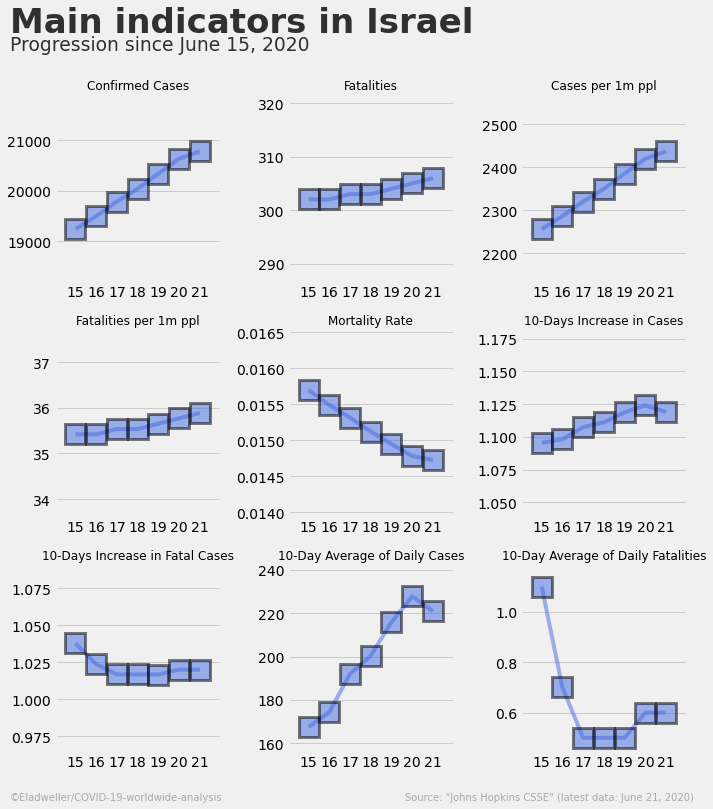 Main indicators in Israel
Progression since June 15, 2020
Confirmed Cases
21000
20000
19000
15 16 17 18 19 20 21
Fatalities
320
310
300
290
15 16 17 18 19 20 21
Cases per 1m ppl
2500
2400
2300
2200
15 16 17 18 19 20 21
Fatalities per 1m ppl
37
36
35
34
15 16 17 18 19 20 21
Mortality Rate
0.0165
0.0160
0.0155
0.0150
0.0145
0.0140
15 16 17 18 19 20 21
10-Days Increase in Cases
1.175
1.150
1.125
1.100
1.075
1.050
15 16 17 18 19 20 21
10-Days Increase in Fatal Cases
1.075
1.050
1.025
1.000
0.975
15 16 17 18 19 20 21
10-Day Average of Daily Cases
240
220
200
180
160
15 16 17 18 19 20 21
10-Day Average of Daily Fatalities
1.0
0.8
0.6
15 16 17 18 19 20 21
©Eladweller/COVID-19-worldwide-analysis
Source: "Johns Hopkins CSSE" (latest data: June 21, 2020)